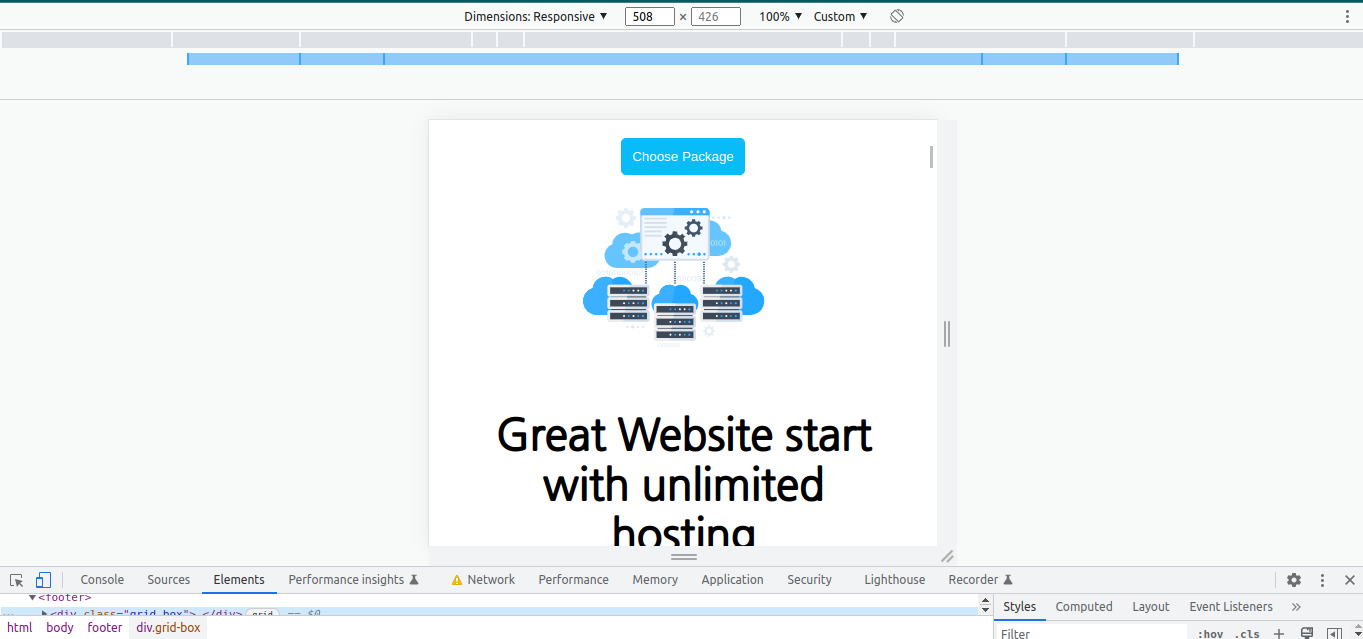 Dimensions: Responsive ▼ 508 × 426 100% ▼ Custom ▼
Choose Package
Great Website start
with unlimited
hosting
Console Sources Elements Performance insights Network Performance Memory Application Security Lighthouse Recorder
▼<footer>
▶<div class="grid-box">…</div> grid == $0
html body footer div.grid-box
Styles Computed Layout Event Listeners »
Filter :hov .cls +